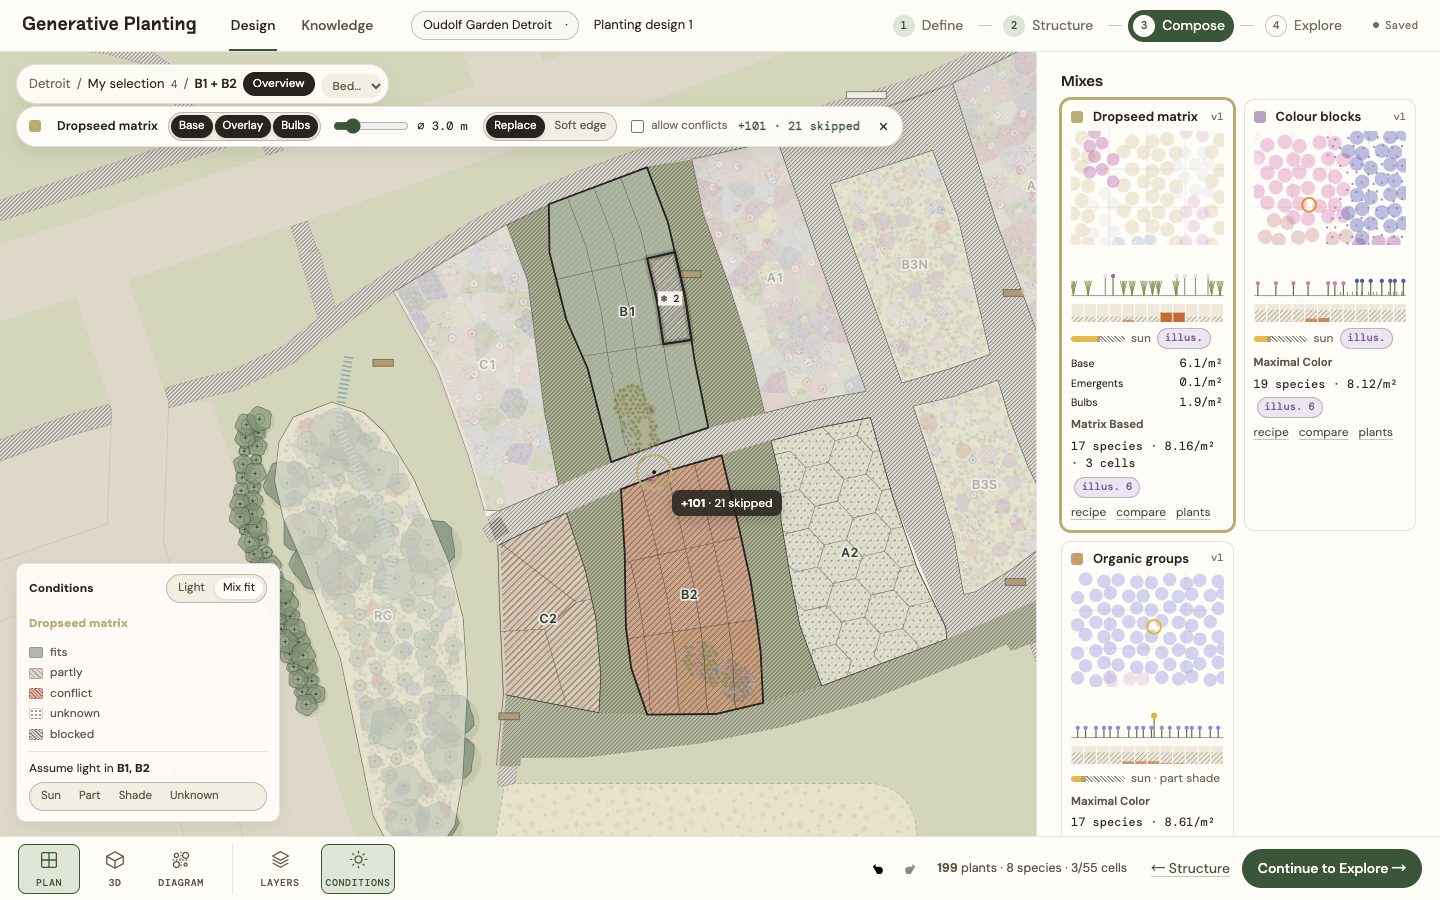 Generative Planting
Design
Knowledge
Oudolf Garden Detroit ·
Planting design 1
1 Define
2 Structure
3 Compose
4 Explore
Saved
Detroit / My selection 4 / B1 + B2 Overview Bed...
Dropseed matrix Base Overlay Bulbs ⌀ 3.0 m Replace Soft edge allow conflicts +101 · 21 skipped ×
A1
B3N
B1
❄ 2
C1
+101 · 21 skipped
B3S
A2
B2
C2
RG
Conditions
Light Mix fit
Dropseed matrix
fits
partly
conflict
unknown
blocked
Assume light in B1, B2
Sun Part Shade Unknown
Mixes
Dropseed matrix v1
sun illus.
Base 6.1/m²
Emergents 0.1/m²
Bulbs 1.9/m²
Matrix Based
17 species · 8.16/m²
· 3 cells
illus. 6
recipe compare plants
Colour blocks v1
sun illus.
Maximal Color
19 species · 8.12/m²
illus. 6
recipe compare plants
Organic groups v1
sun · part shade
Maximal Color
17 species · 8.61/m²
PLAN
3D
DIAGRAM
LAYERS
CONDITIONS
199 plants · 8 species · 3/55 cells
← Structure
Continue to Explore →